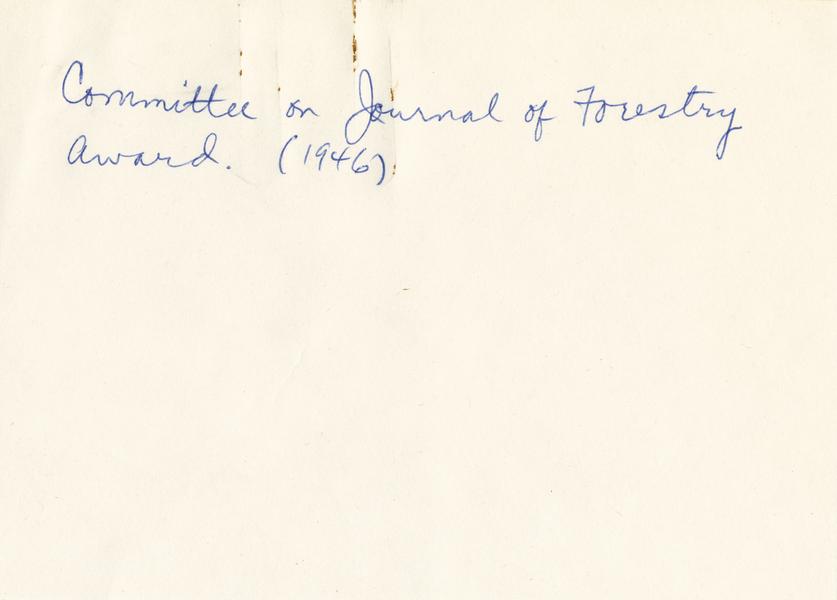 Committee on Journal of Forestry
Award. (1946)